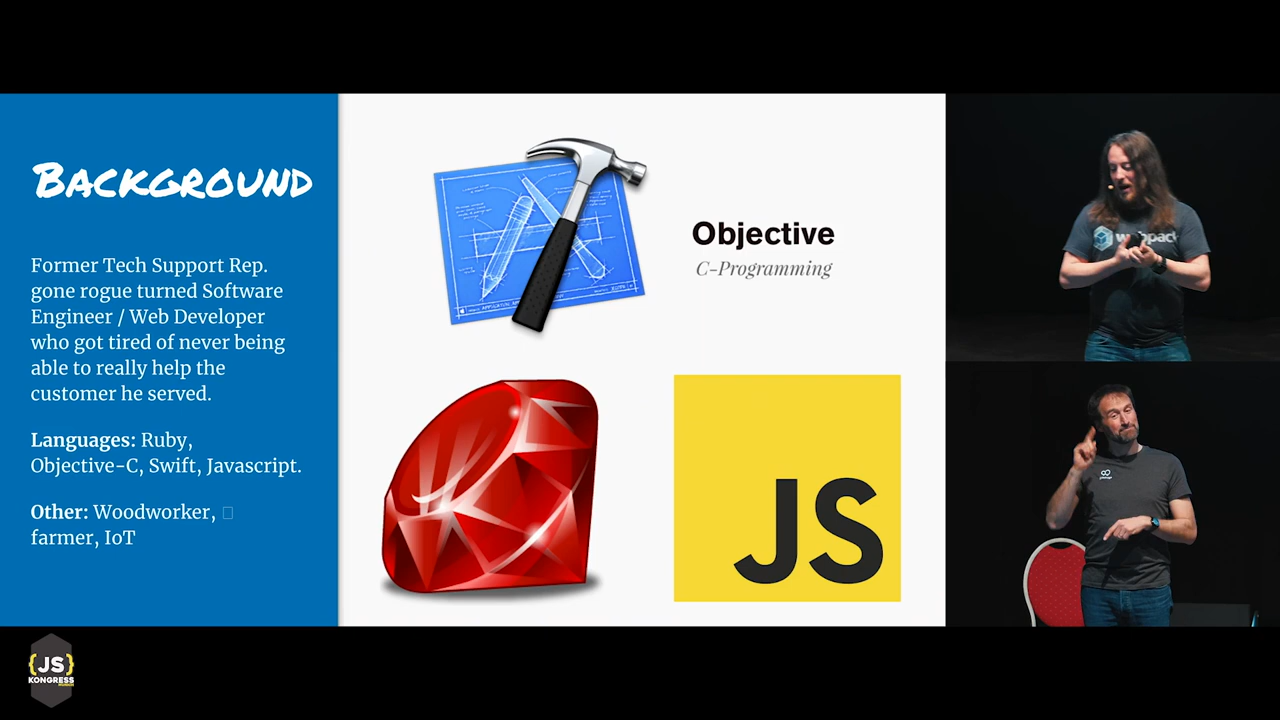 BACKGROUND
Former Tech Support Rep.
gone rogue turned Software
Engineer / Web Developer
who got tired of never being
able to really help the
customer he served.
Languages: Ruby,
Objective-C, Swift, Javascript.
Other: Woodworker,
farmer, IoT
Objective
C-Programming
JS
webpack
{JS}
KONGRESS